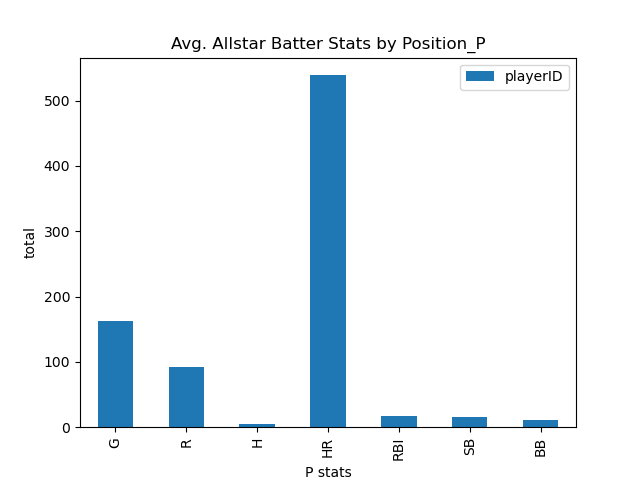 Avg. Allstar Batter Stats by Position_P
playerID
500
400
300
200
100
0
total
G
R
H
HR
RBI
SB
BB
P stats